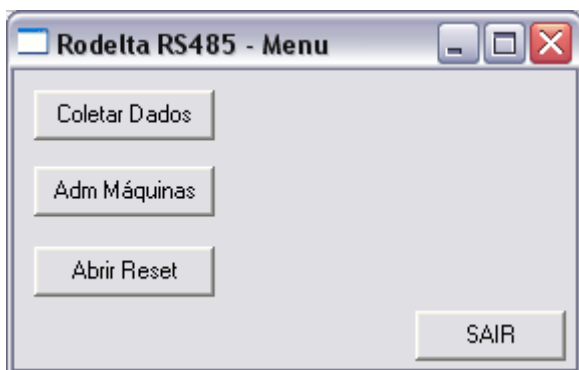 Rodelta RS485 - Menu
Coletar Dados
Adm Máquinas
Abrir Reset
SAIR